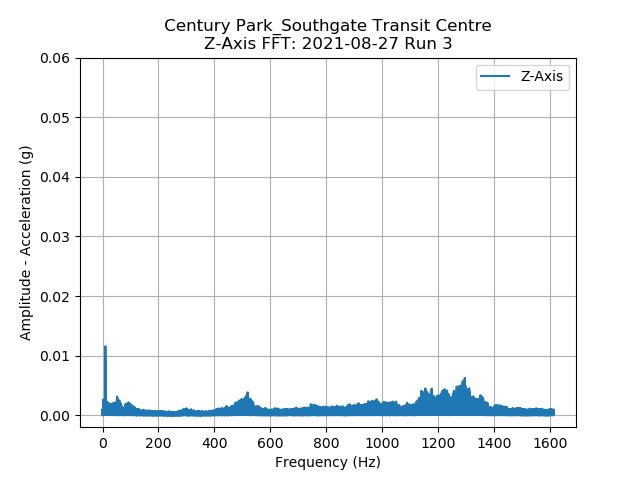 Century Park_Southgate Transit Centre
Z-Axis FFT: 2021-08-27 Run 3
Z-Axis
0.06
0.05
0.04
0.03
0.02
0.01
0.00
Amplitude - Acceleration (g)
0 200 400 600 800 1000 1200 1400 1600
Frequency (Hz)